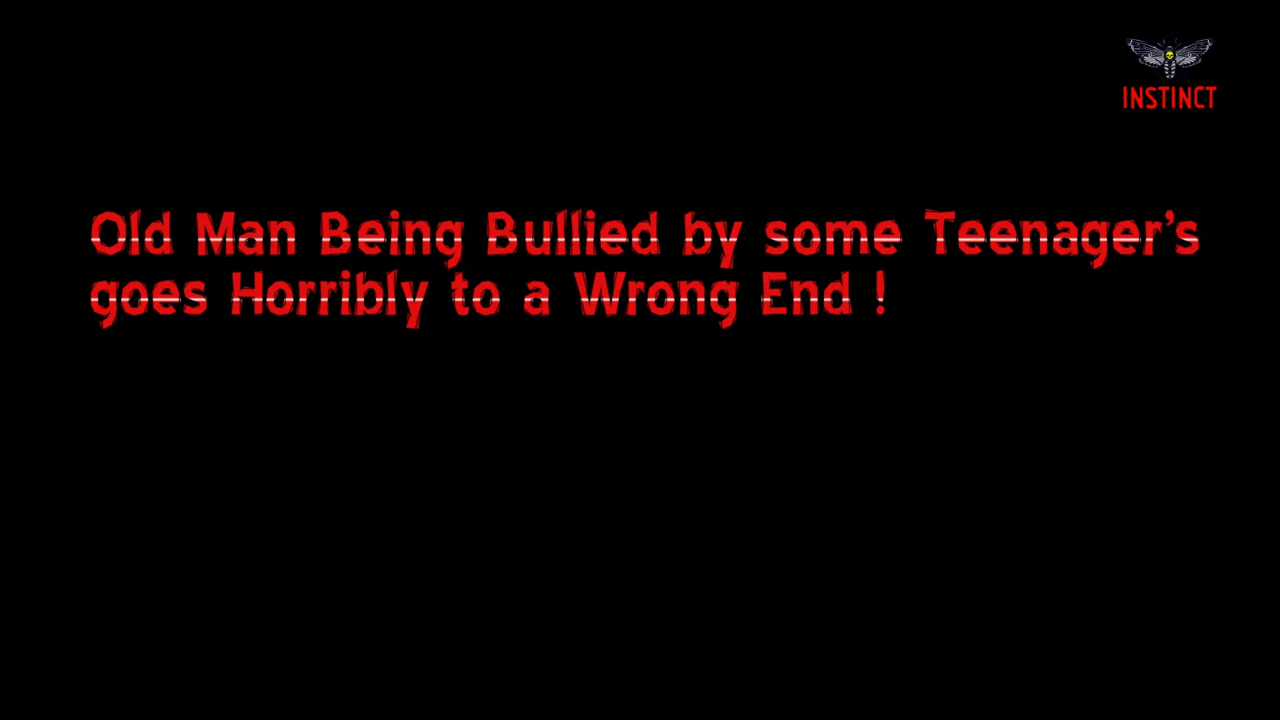 INSTINCT
Old Man Being Bullied by some Teenager's
goes Horribly to a Wrong End !